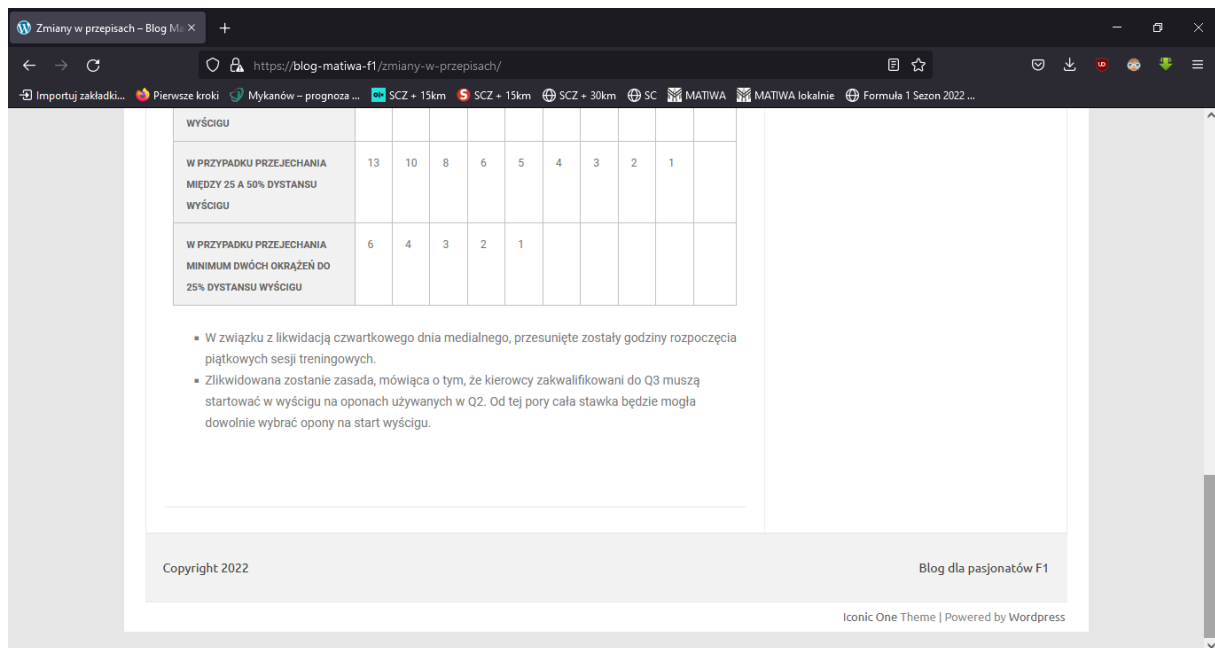 Zmiany w przepisach – Blog Ma
https://blog-matiwa-f1/zmiany-w-przepisach/
Importuj zakładki... Pierwsze kroki Mykanów – prognoza ... SCZ + 15km SCZ + 15km SCZ + 30km SC MATIWA MATIWA lokalnie Formuła 1 Sezon 2022 ...
WYŚCIGU
W PRZYPADKU PRZEJECHANIA 13 10 8 6 5 4 3 2 1
MIĘDZY 25 A 50% DYSTANSU
WYŚCIGU
W PRZYPADKU PRZEJECHANIA 6 4 3 2 1
MINIMUM DWÓCH OKRĄŻEŃ DO
25% DYSTANSU WYŚCIGU
W związku z likwidacją czwartkowego dnia medialnego, przesunięte zostały godziny rozpoczęcia
piątkowych sesji treningowych.
Zlikwidowana zostanie zasada, mówiąca o tym, że kierowcy zakwalifikowani do Q3 muszą
startować w wyścigu na oponach używanych w Q2. Od tej pory cała stawka będzie mogła
dowolnie wybrać opony na start wyścigu.
Copyright 2022 Blog dla pasjonatów F1
Iconic One Theme | Powered by Wordpress